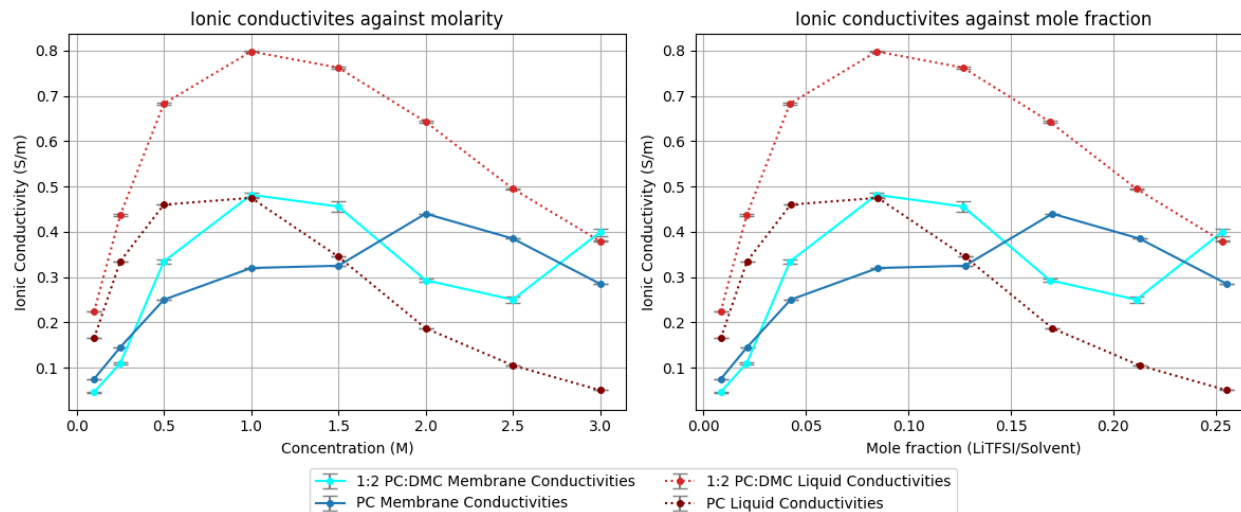 Ionic conductivites against molarity
Ionic Conductivity (S/m)
0.8
0.7
0.6
0.5
0.4
0.3
0.2
0.1
0.0 0.5 1.0 1.5 2.0 2.5 3.0
Concentration (M)
Ionic conductivites against mole fraction
Ionic Conductivity (S/m)
0.8
0.7
0.6
0.5
0.4
0.3
0.2
0.1
0.00 0.05 0.10 0.15 0.20 0.25
Mole fraction (LiTFSI/Solvent)
1:2 PC:DMC Membrane Conductivities
PC Membrane Conductivities
1:2 PC:DMC Liquid Conductivities
PC Liquid Conductivities